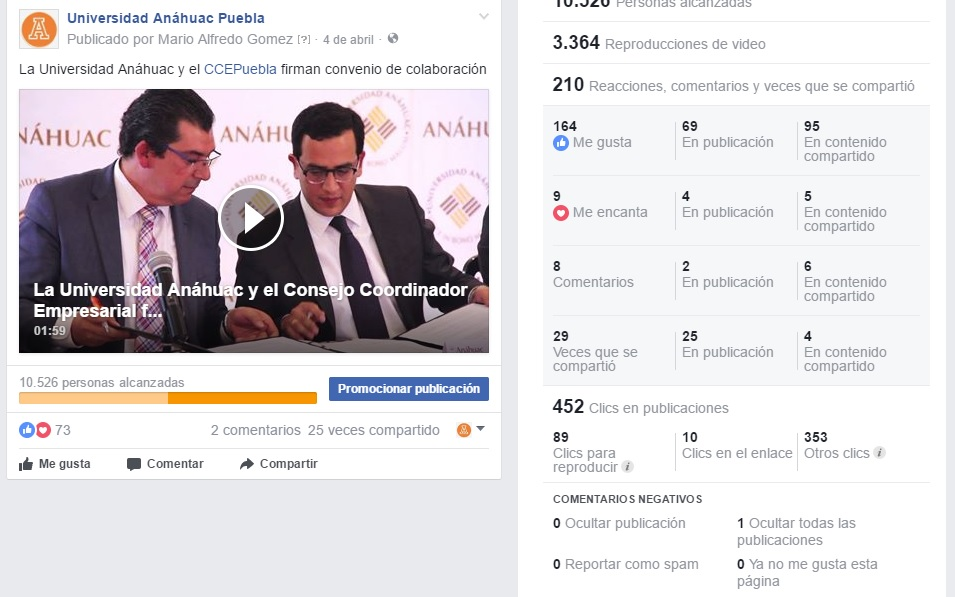 Universidad Anáhuac Puebla
Publicado por Mario Alfredo Gomez [?] · 4 de abril ·
La Universidad Anáhuac y el CCEPuebla firman convenio de colaboración
NÁHUAC
ANÁHUAC
ANÁHU
La Universidad Anáhuac y el Consejo Coordinador
Empresarial f...
01:59
10.526 personas alcanzadas
Promocionar publicación
73
2 comentarios 25 veces compartido
Me gusta
Comentar
Compartir
10.526 Personas alcanzadas
3.364 Reproducciones de video
210 Reacciones, comentarios y veces que se compartió
164
Me gusta
69
En publicación
95
En contenido
compartido
9
Me encanta
4
En publicación
5
En contenido
compartido
8
Comentarios
2
En publicación
6
En contenido
compartido
29
Veces que se
compartió
25
En publicación
4
En contenido
compartido
452 Clics en publicaciones
89
Clics para
reproducir i
10
Clics en el enlace
353
Otros clics i
COMENTARIOS NEGATIVOS
0 Ocultar publicación
1 Ocultar todas las
publicaciones
0 Reportar como spam
0 Ya no me gusta esta
página